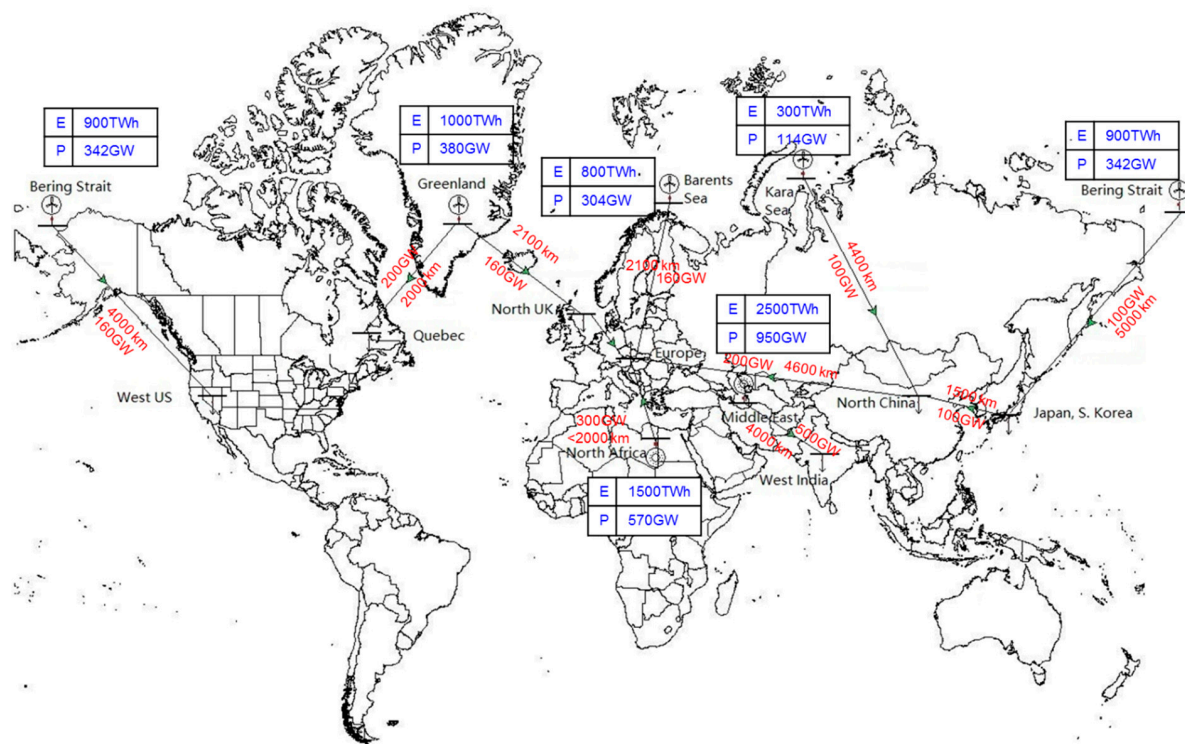 E 900TWh
P 342GW
Bering Strait
E 1000TWh
P 380GW
Greenland
E 800TWh
P 304GW
Barents
Sea
E 300TWh
P 114GW
Kara
Sea
E 900TWh
P 342GW
Bering Strait
4000 km
160GW
West US
200GW
2000 km
Quebec
2100 km
160GW
North UK
2100 km
160GW
4400 km
100GW
100GW
5000 km
E 2500TWh
P 950GW
Europe
200GW
4600 km
North China
1500 km
100GW
Japan, S. Korea
Middle East
4000 km
500GW
West India
300GW
<2000 km
North Africa
E 1500TWh
P 570GW